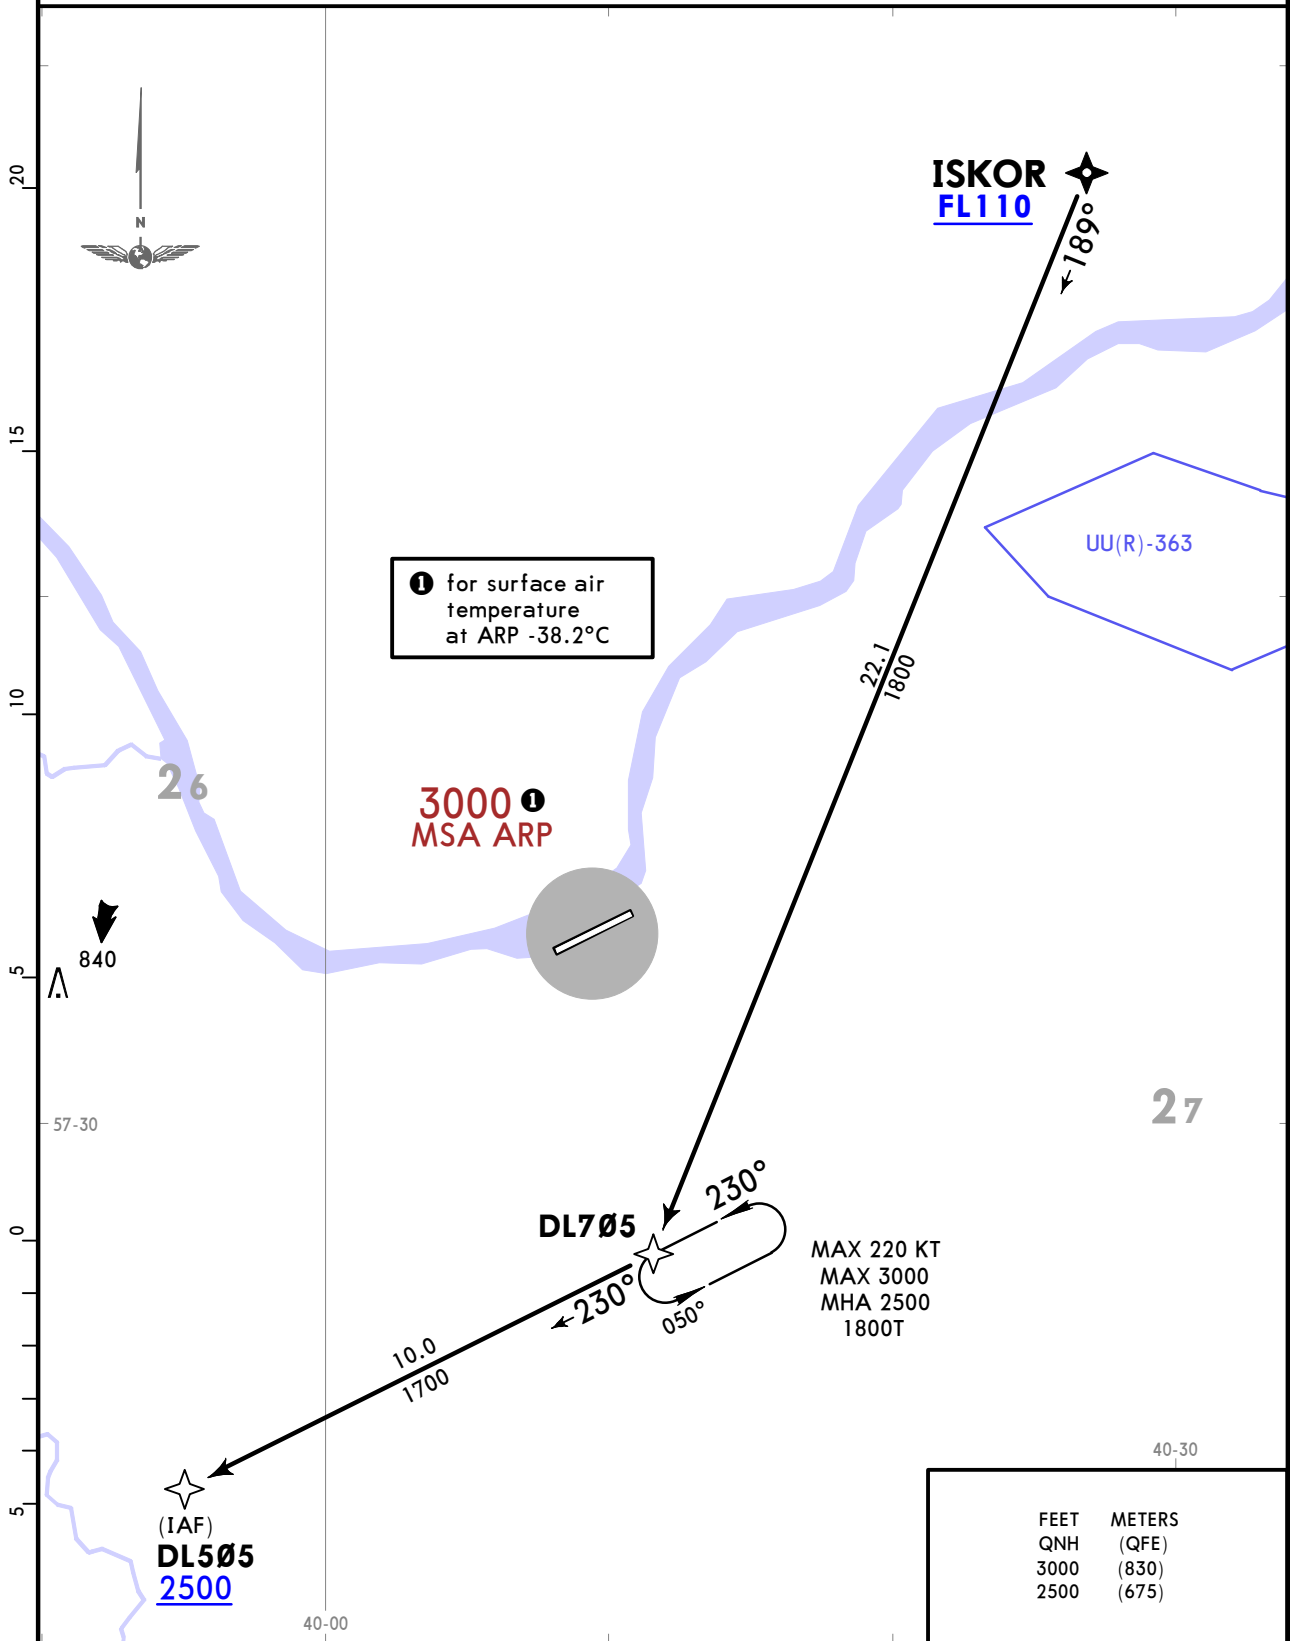 20
N
ISKOR
FL110
←189°
15
UU(R)-363
❶ for surface air
temperature
at ARP -38.2°C
22.1
1800
10
26
3000 ❶
MSA ARP
840
5
57-30
27
230°
DL7Ø5
0
MAX 220 KT
MAX 3000
MHA 2500
1800T
←230°
050°
10.0
1700
40-30
5
(IAF)
DL5Ø5
2500
40-00
FEET METERS
QNH (QFE)
3000 (830)
2500 (675)